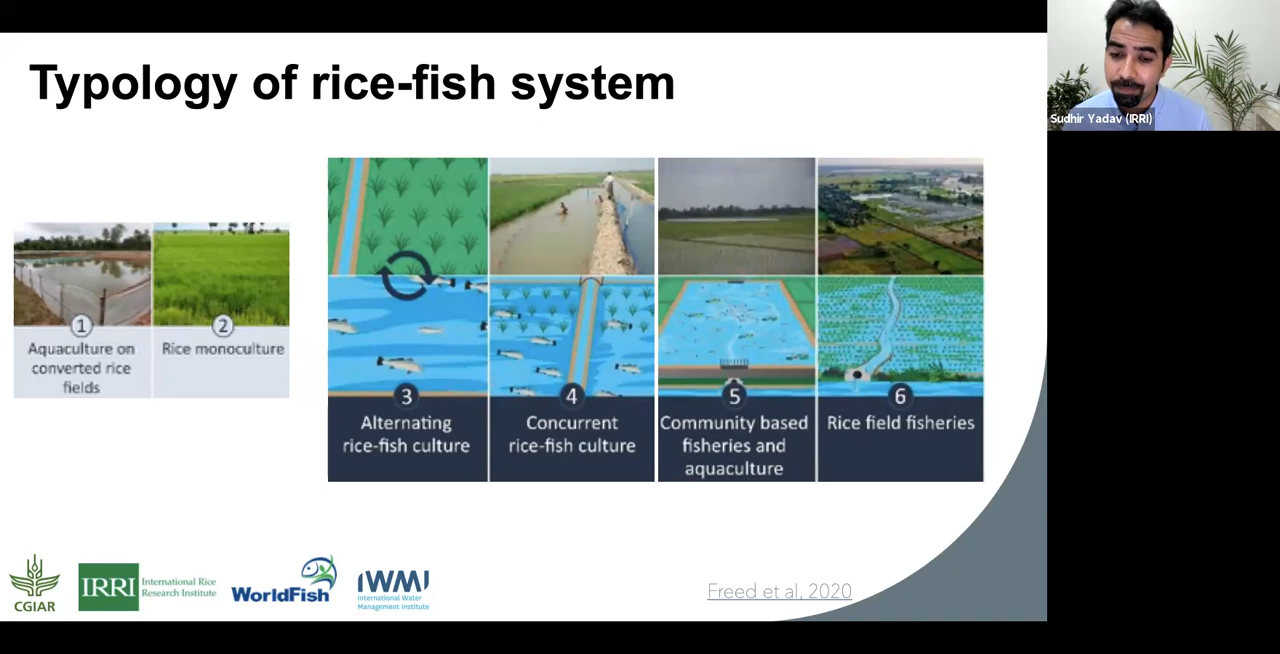 Typology of rice-fish system
Sudhir Yadav (IRRI)
1
Aquaculture on
converted rice
fields
2
Rice monoculture
3
Alternating
rice-fish culture
4
Concurrent
rice-fish culture
5
Community based
fisheries and
aquaculture
6
Rice field fisheries
CGIAR
IRRI
International Rice
Research Institute
WorldFish
IWMI
International Water
Management Institute
Freed et al, 2020